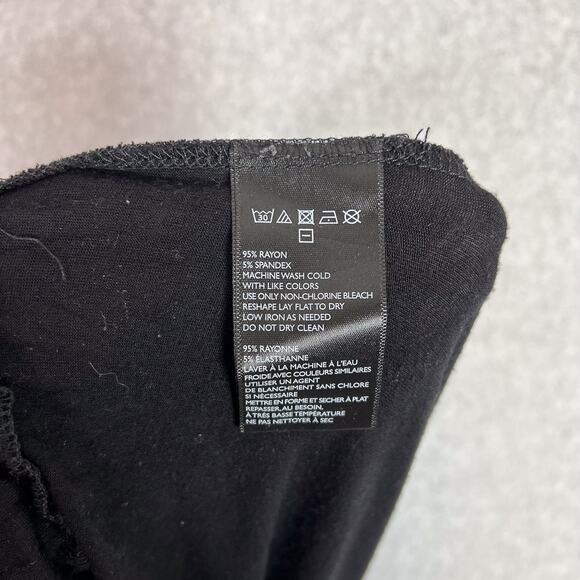 30
95% RAYON
5% SPANDEX
MACHINE WASH COLD
WITH LIKE COLORS
USE ONLY NON-CHLORINE BLEACH
RESHAPE LAY FLAT TO DRY
LOW IRON AS NEEDED
DO NOT DRY CLEAN
95% RAYONNE
5% ÉLASTHANNE
LAVER À LA MACHINE À L'EAU
FROIDE AVEC COULEURS SIMILAIRES
UTILISER UN AGENT
DE BLANCHIMENT SANS CHLORE
SI NÉCESSAIRE
METTRE EN FORME ET SÉCHER À PLAT
REPASSER, AU BESOIN,
À TRÈS BASSE TEMPÉRATURE
NE PAS NETTOYER À SEC